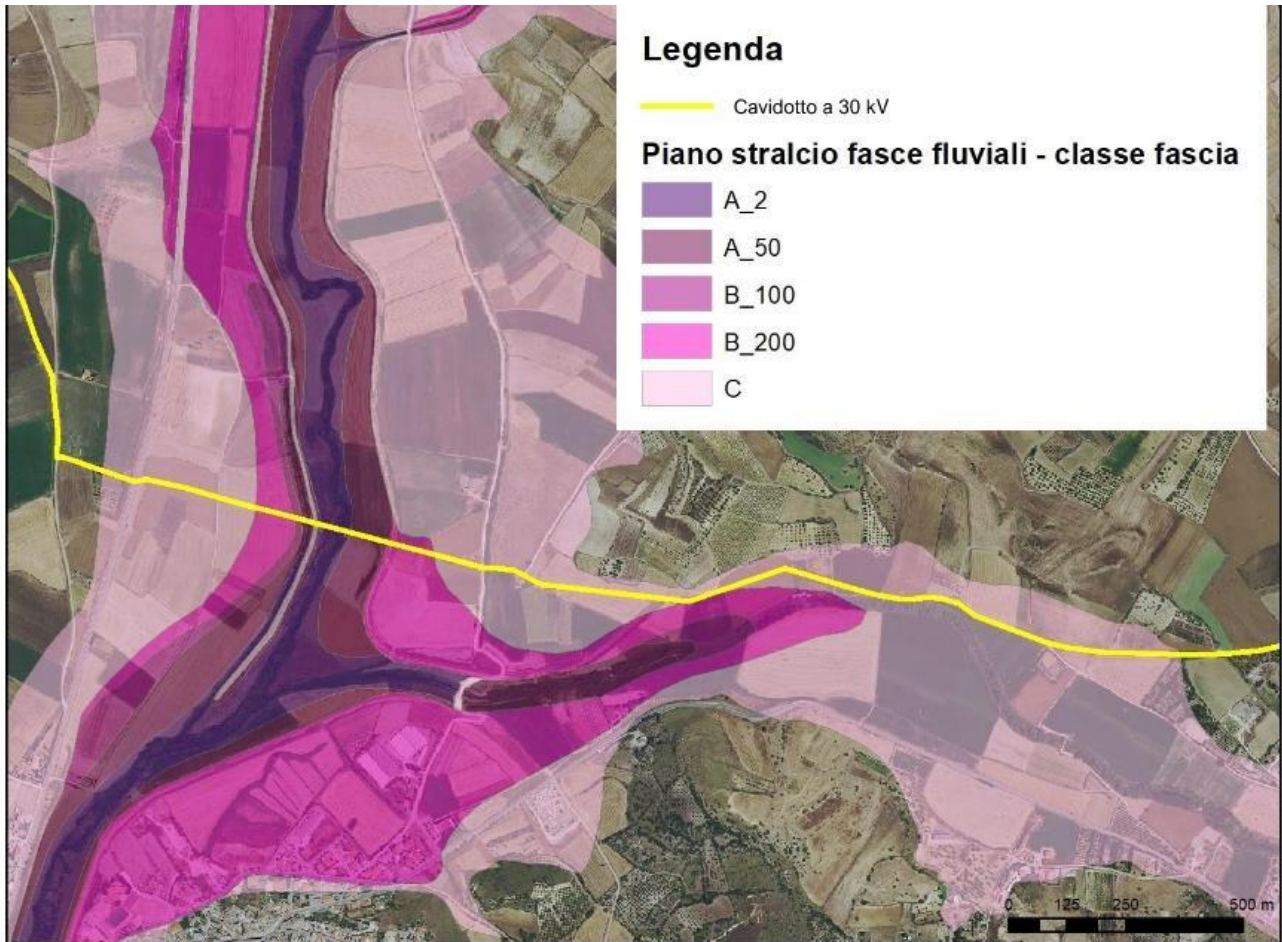 Legenda
Cavidotto a 30 kV
Piano stralcio fasce fluviali - classe fascia
A_2
A_50
B_100
B_200
C
0 125 250 500 m